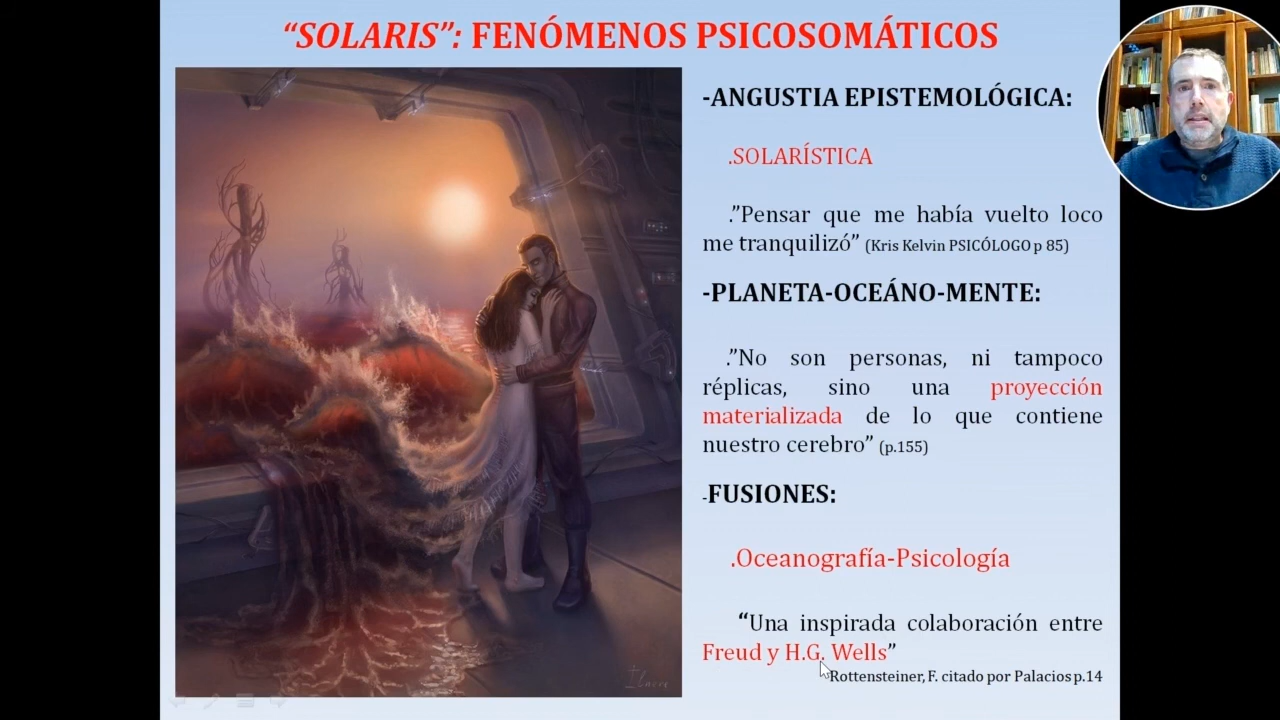 “SOLARIS”: FENÓMENOS PSICOSOMÁTICOS
-ANGUSTIA EPISTEMOLÓGICA:
.SOLARÍSTICA
.”Pensar que me había vuelto loco
me tranquilizó” (Kris Kelvin PSICÓLOGO p 85)
-PLANETA-OCEÁNO-MENTE:
.”No son personas, ni tampoco
réplicas, sino una proyección
materializada de lo que contiene
nuestro cerebro” (p.155)
-FUSIONES:
.Oceanografía-Psicología
“Una inspirada colaboración entre
Freud y H.G. Wells”
Rottensteiner, F. citado por Palacios p.14